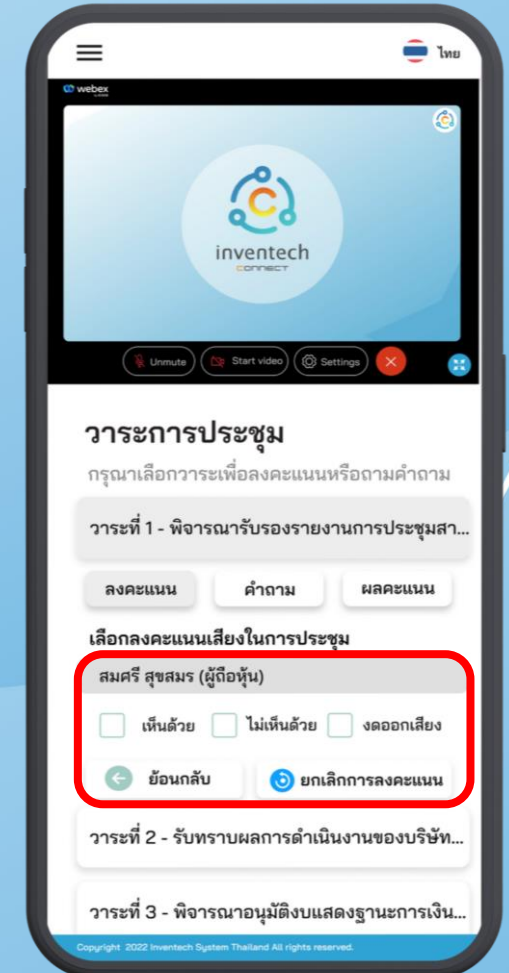 ไทย
webex
inventech
CONNECT
Unmute Start video Settings
วาระการประชุม
กรุณาเลือกวาระเพื่อลงคะแนนหรือถามคำถาม
วาระที่ 1 - พิจารณารับรองรายงานการประชุมสา...
ลงคะแนน คำถาม ผลคะแนน
เลือกลงคะแนนเสียงในการประชุม
สมศรี สุขสมร (ผู้ถือหุ้น)
เห็นด้วย ไม่เห็นด้วย งดออกเสียง
ย้อนกลับ ยกเลิกการลงคะแนน
วาระที่ 2 - รับทราบผลการดำเนินงานของบริษัท...
วาระที่ 3 - พิจารณาอนุมัติงบแสดงฐานะการเงิน...
Copyright 2022 Inventech System Thailand All rights reserved.